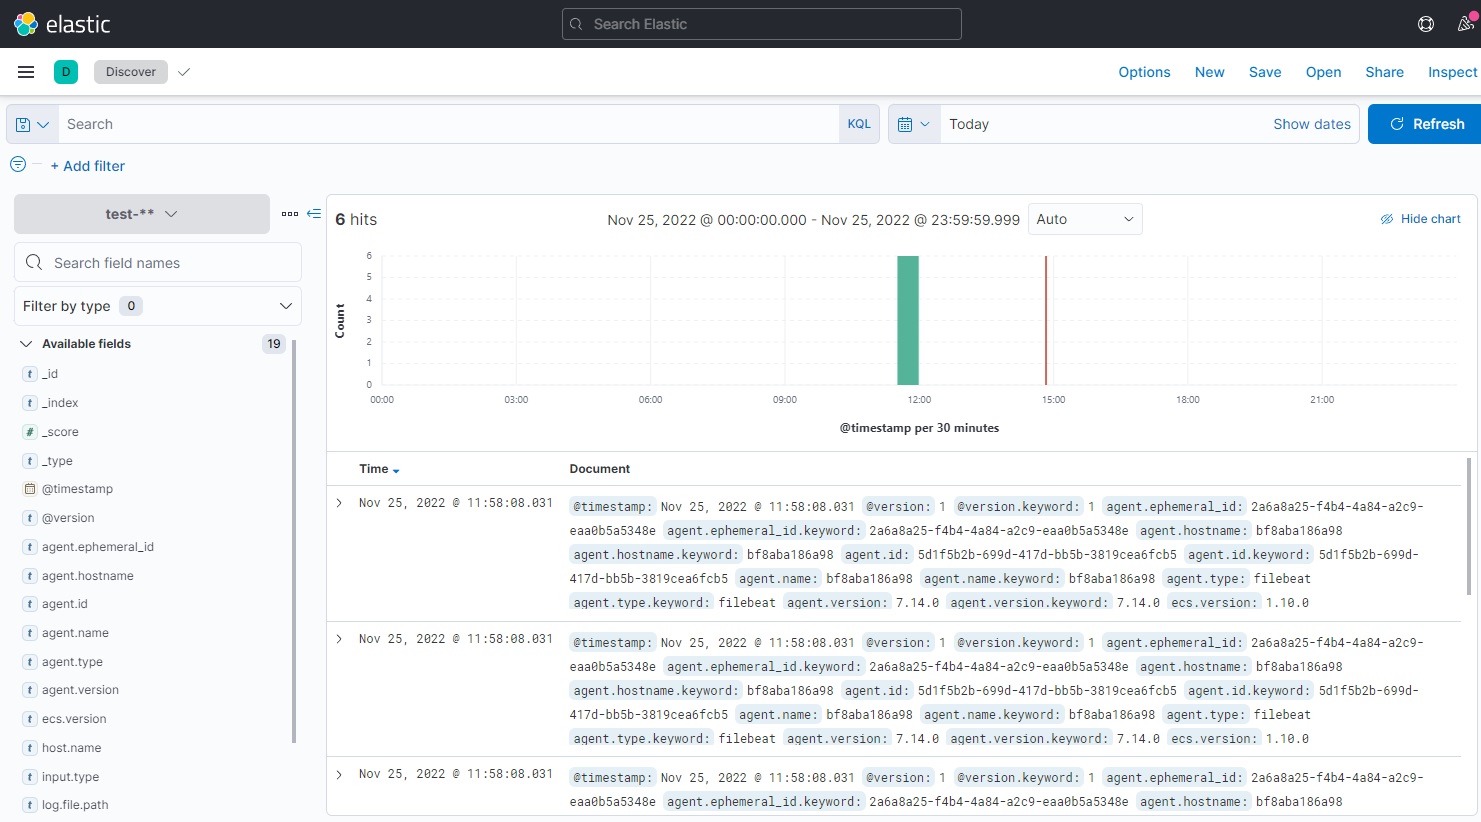 elastic
Search Elastic
D
Discover
Options New Save Open Share Inspect
Search
KQL
Today
Show dates
Refresh
+ Add filter
test-**
Search field names
Filter by type 0
Available fields 19
t _id
t _index
# _score
t _type
@timestamp
t @version
t agent.ephemeral_id
t agent.hostname
t agent.id
t agent.name
t agent.type
t agent.version
t ecs.version
t host.name
t input.type
t log.file.path
6 hits
Nov 25, 2022 @ 00:00:00.000 - Nov 25, 2022 @ 23:59:59.999
Auto
Hide chart
Count
6
5
4
3
2
1
0
00:00 03:00 06:00 09:00 12:00 15:00 18:00 21:00
@timestamp per 30 minutes
Time Document
Nov 25, 2022 @ 11:58:08.031
@timestamp: Nov 25, 2022 @ 11:58:08.031 @version: 1 @version.keyword: 1 agent.ephemeral_id: 2a6a8a25-f4b4-4a84-a2c9-
eaa0b5a5348e agent.ephemeral_id.keyword: 2a6a8a25-f4b4-4a84-a2c9-eaa0b5a5348e agent.hostname: bf8aba186a98
agent.hostname.keyword: bf8aba186a98 agent.id: 5d1f5b2b-699d-417d-bb5b-3819cea6fcb5 agent.id.keyword: 5d1f5b2b-699d-
417d-bb5b-3819cea6fcb5 agent.name: bf8aba186a98 agent.name.keyword: bf8aba186a98 agent.type: filebeat
agent.type.keyword: filebeat agent.version: 7.14.0 agent.version.keyword: 7.14.0 ecs.version: 1.10.0
Nov 25, 2022 @ 11:58:08.031
@timestamp: Nov 25, 2022 @ 11:58:08.031 @version: 1 @version.keyword: 1 agent.ephemeral_id: 2a6a8a25-f4b4-4a84-a2c9-
eaa0b5a5348e agent.ephemeral_id.keyword: 2a6a8a25-f4b4-4a84-a2c9-eaa0b5a5348e agent.hostname: bf8aba186a98
agent.hostname.keyword: bf8aba186a98 agent.id: 5d1f5b2b-699d-417d-bb5b-3819cea6fcb5 agent.id.keyword: 5d1f5b2b-699d-
417d-bb5b-3819cea6fcb5 agent.name: bf8aba186a98 agent.name.keyword: bf8aba186a98 agent.type: filebeat
agent.type.keyword: filebeat agent.version: 7.14.0 agent.version.keyword: 7.14.0 ecs.version: 1.10.0
Nov 25, 2022 @ 11:58:08.031
@timestamp: Nov 25, 2022 @ 11:58:08.031 @version: 1 @version.keyword: 1 agent.ephemeral_id: 2a6a8a25-f4b4-4a84-a2c9-
eaa0b5a5348e agent.ephemeral_id.keyword: 2a6a8a25-f4b4-4a84-a2c9-eaa0b5a5348e agent.hostname: bf8aba186a98